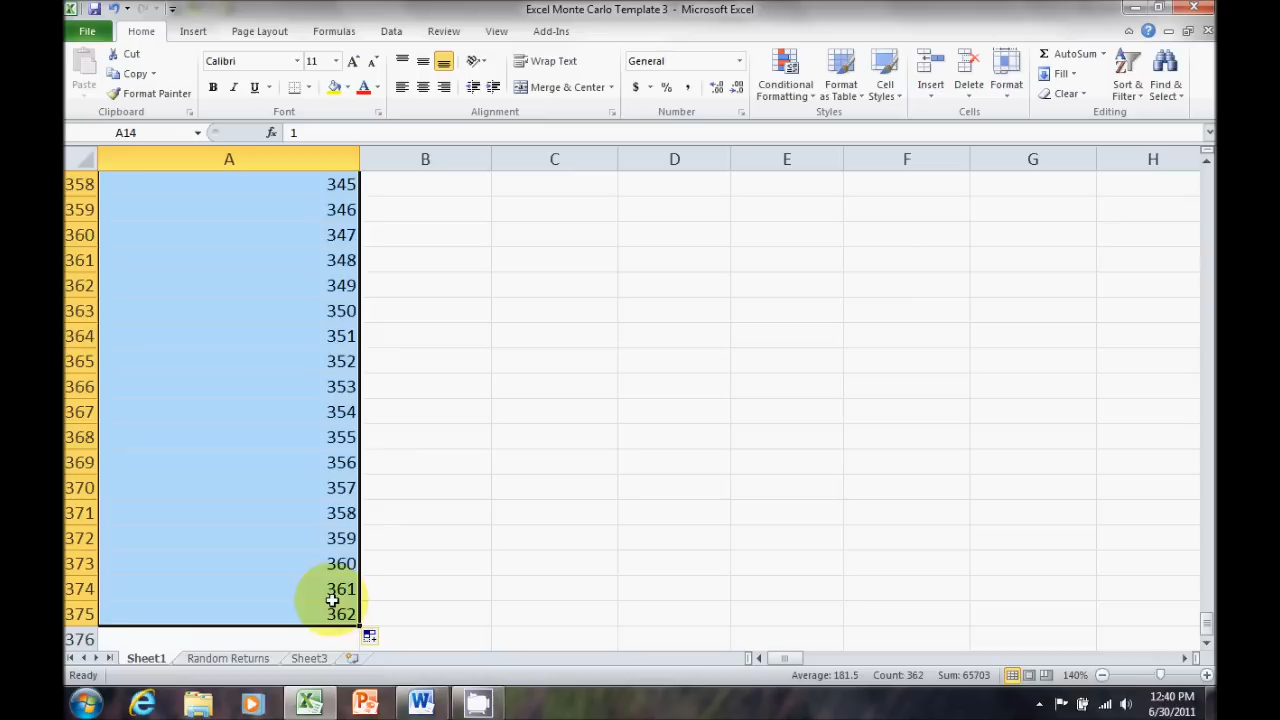 Excel Monte Carlo Template 3 - Microsoft Excel
File Home Insert Page Layout Formulas Data Review View Add-Ins
Paste
Cut
Copy
Format Painter
Clipboard
Calibri 11
B I U A
Font
Wrap Text
Merge & Center
Alignment
General
$ % ,
Number
Conditional Formatting
Format as Table
Cell Styles
Styles
Insert Delete Format
Cells
Σ AutoSum
Fill
Clear
Sort & Filter
Find & Select
Editing
A14 fx 1
A B C D E F G H
358 345
359 346
360 347
361 348
362 349
363 350
364 351
365 352
366 353
367 354
368 355
369 356
370 357
371 358
372 359
373 360
374 361
375 362
376
Sheet1 Random Returns Sheet3
Ready Average: 181.5 Count: 362 Sum: 65703 140%
12:40 PM
6/30/2011